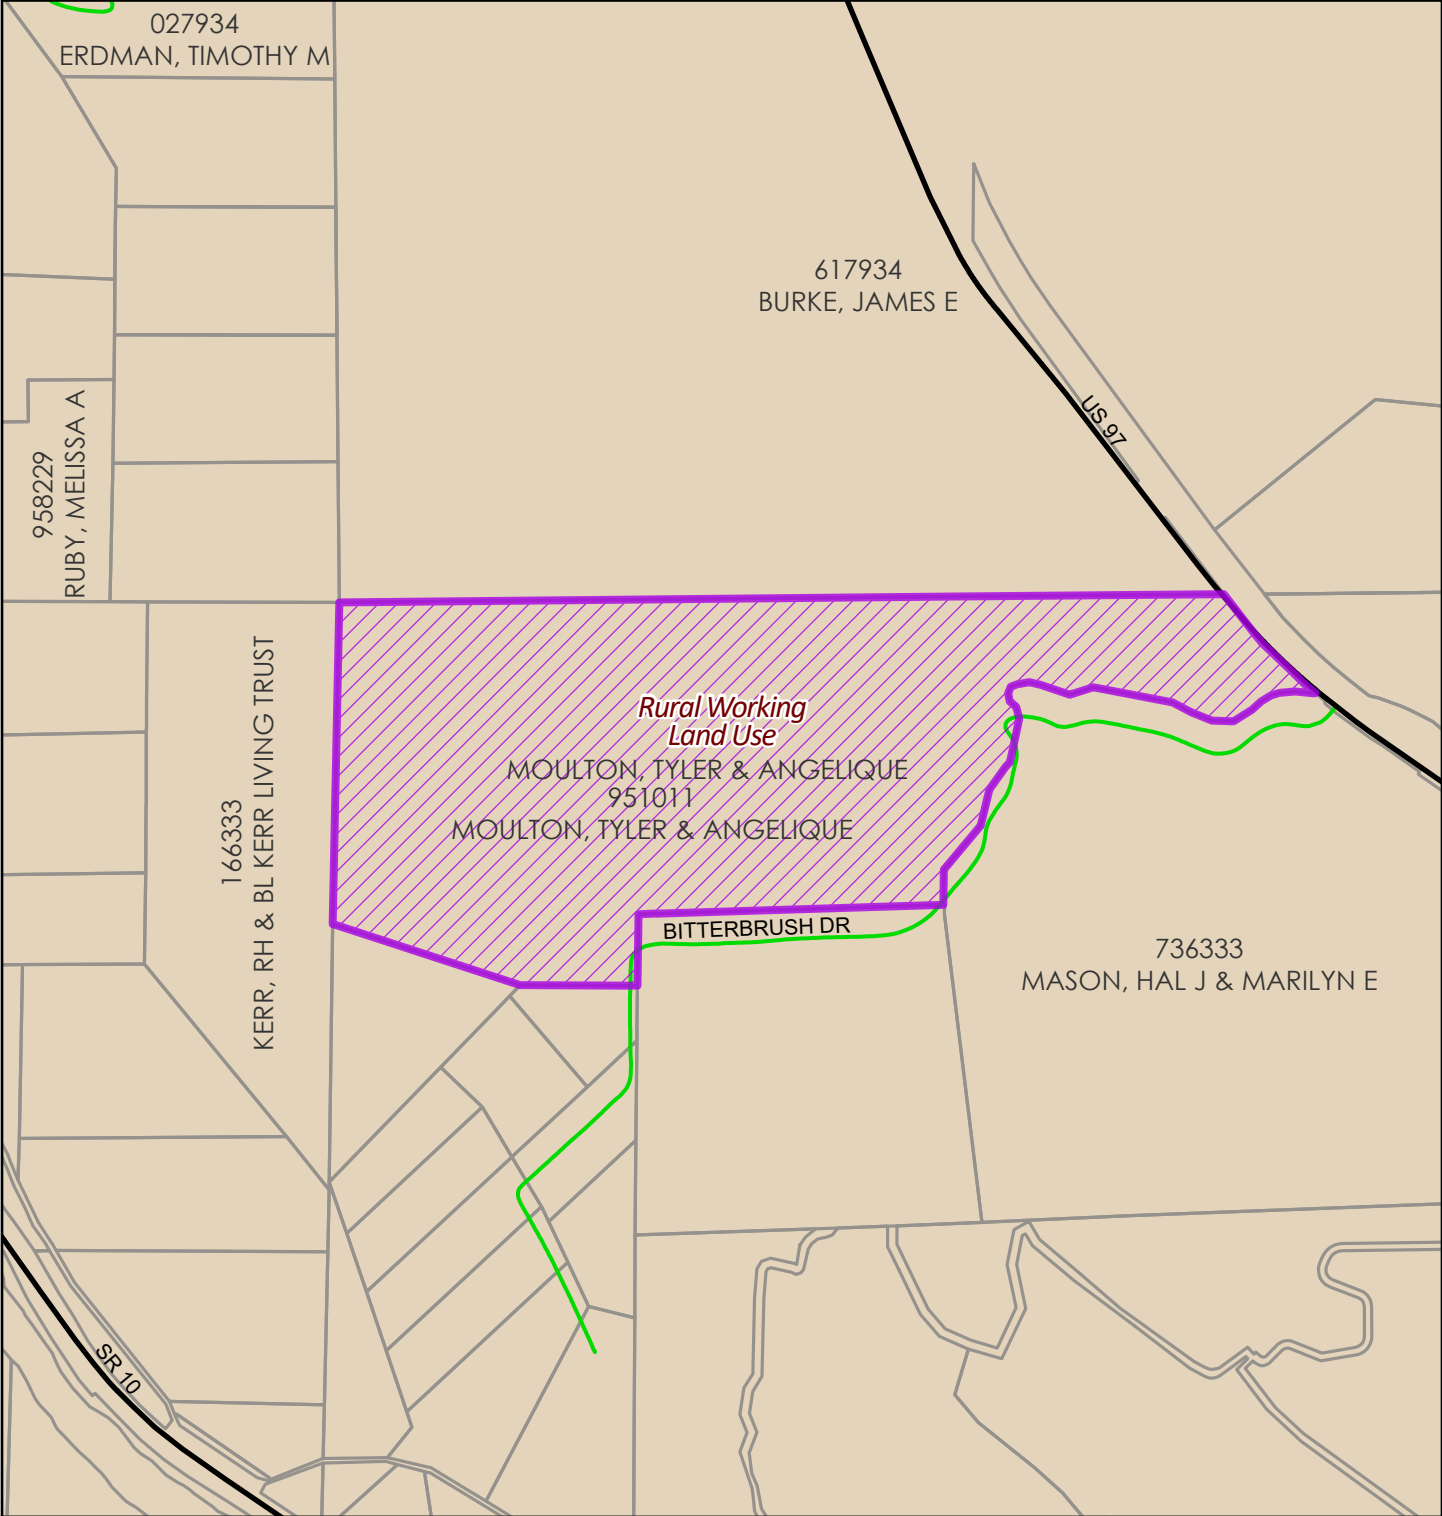 027934
ERDMAN, TIMOTHY M
617934
BURKE, JAMES E
US 97
958229
RUBY, MELISSA A
166333
KERR, RH & BL KERR LIVING TRUST
Rural Working
Land Use
MOULTON, TYLER & ANGELIQUE
951011
MOULTON, TYLER & ANGELIQUE
BITTERBRUSH DR
736333
MASON, HAL J & MARILYN E
SR 10